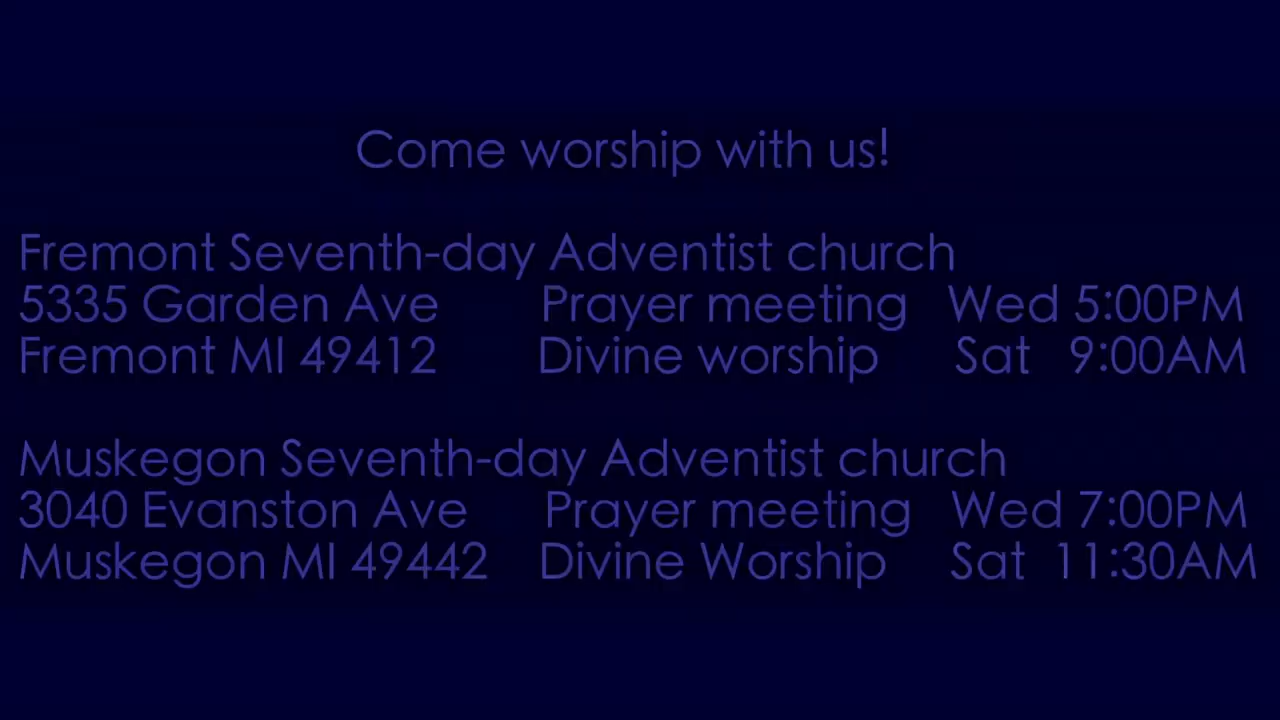 Come worship with us!
Fremont Seventh-day Adventist church
5335 Garden Ave Prayer meeting Wed 5:00PM
Fremont MI 49412 Divine worship Sat 9:00AM
Muskegon Seventh-day Adventist church
3040 Evanston Ave Prayer meeting Wed 7:00PM
Muskegon MI 49442 Divine Worship Sat 11:30AM